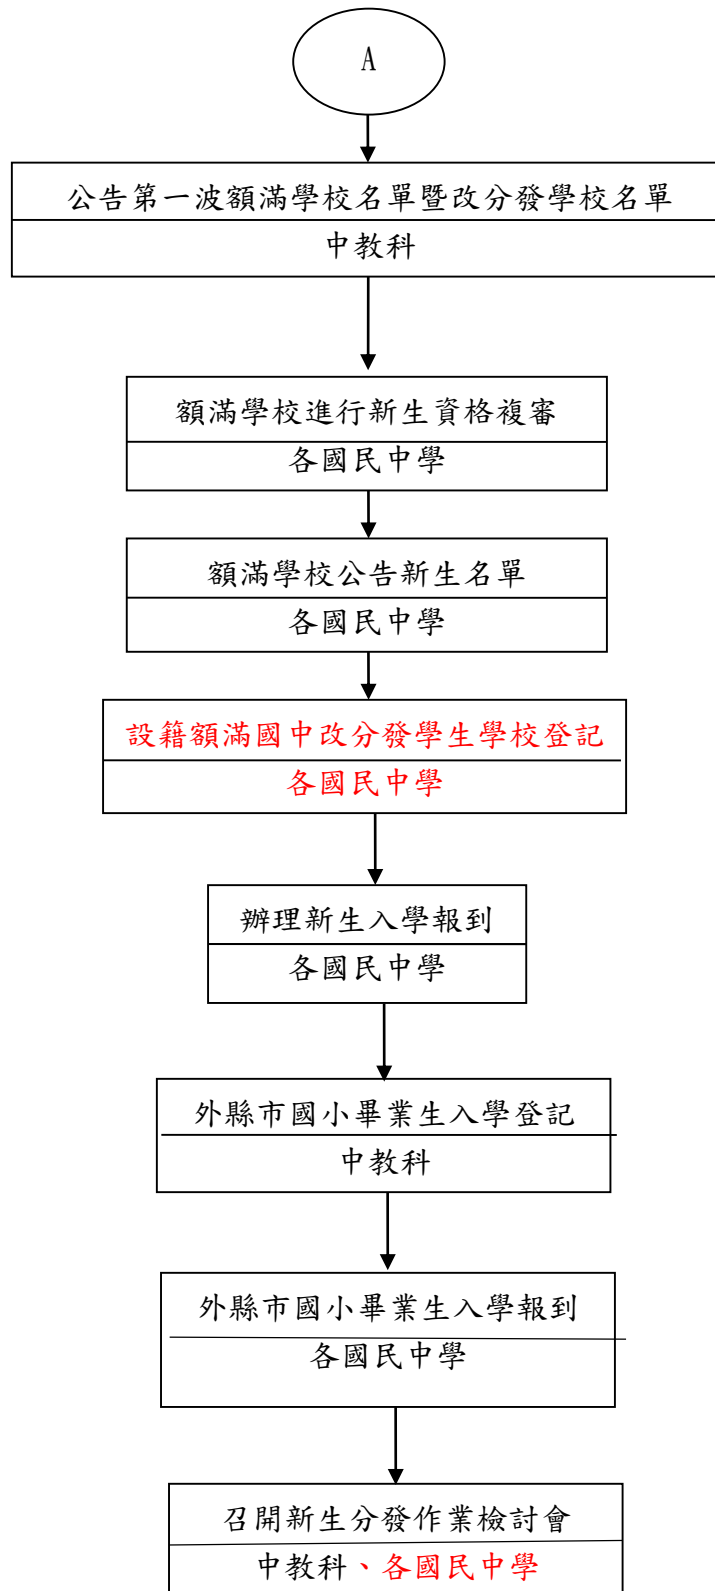 A
公告第一波額滿學校名單暨改分發學校名單
中教科
額滿學校進行新生資格複審
各國民中學
額滿學校公告新生名單
各國民中學
設籍額滿國中改分發學生學校登記
各國民中學
辦理新生入學報到
各國民中學
外縣市國小畢業生入學登記
中教科
外縣市國小畢業生入學報到
各國民中學
召開新生分發作業檢討會
中教科、各國民中學